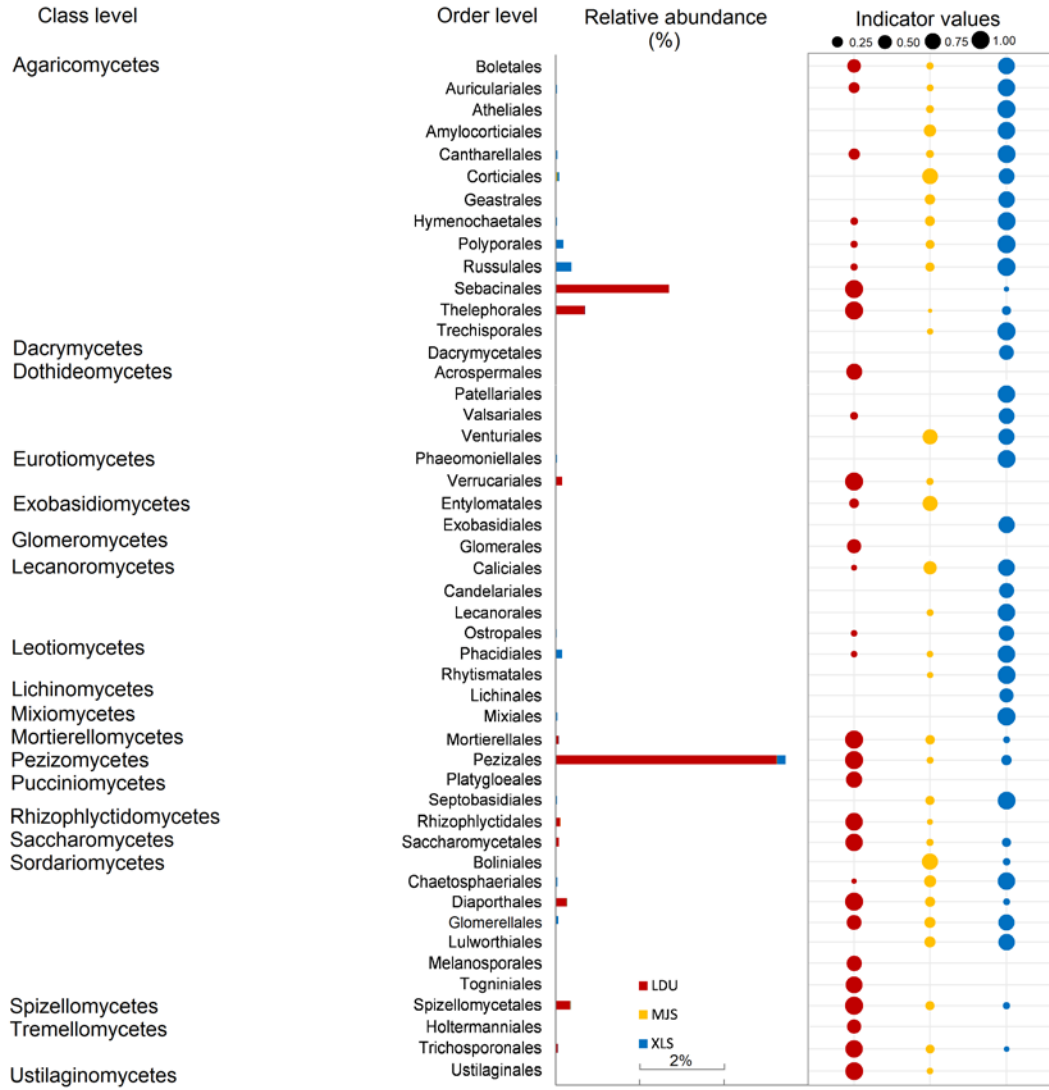 Class level Order level Relative abundance (%) Indicator values
0.25 0.50 0.75 1.00
Agaricomycetes Boletales
Auriculariales
Atheliales
Amylocorticiales
Cantharellales
Corticiales
Geastrales
Hymenochaetales
Polyporales
Russulales
Sebacinales
Thelephorales
Trechisporales
Dacrymycetes Dacrymycetales
Dothideomycetes Acrospermales
Patellariales
Valsariales
Venturiales
Eurotiomycetes Phaeomoniellales
Verrucariales
Exobasidiomycetes Entylomatales
Exobasidiales
Glomeromycetes Glomerales
Lecanoromycetes Caliciales
Candelariales
Lecanorales
Ostropales
Leotiomycetes Phacidiales
Rhytismatales
Lichinomycetes Lichinales
Mixiomycetes Mixiales
Mortierellomycetes Mortierellales
Pezizomycetes Pezizales
Pucciniomycetes Platygloeales
Septobasidiales
Rhizophlyctidomycetes Rhizophlyctidales
Saccharomycetes Saccharomycetales
Sordariomycetes Boliniales
Chaetosphaeriales
Diaporthales
Glomerellales
Lulworthiales
Melanosporales
Togniniales
LDU
Spizellomycetes Spizellomycetales
MJS
Tremellomycetes Holtermanniales
XLS
Trichosporonales
2%
Ustilaginomycetes Ustilaginales